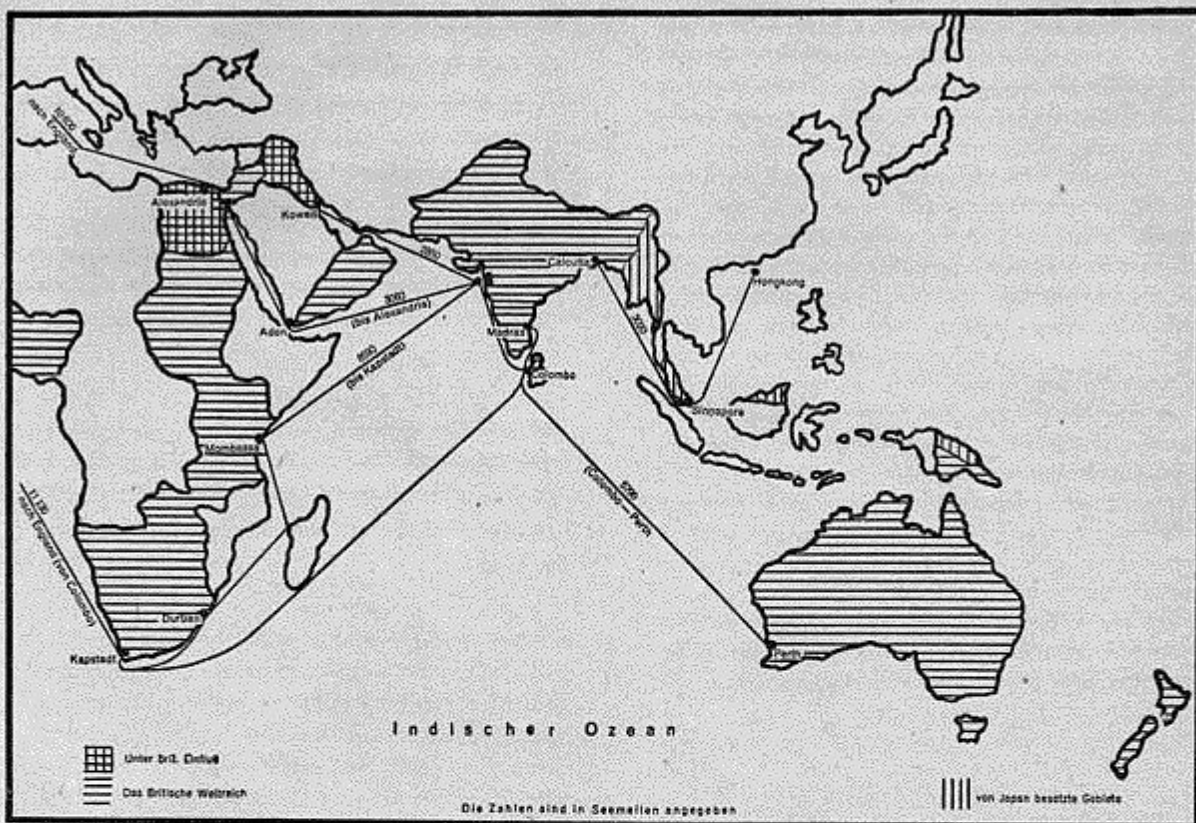 nach England
Alexandria
Koweit
Calcutta
Hongkong
Aden
(bis Alexandria)
Madras
(bis Kapstadt)
Colombo
Singapore
Mombassa
(Colombo — Perth
11 130
nach England (von Colombo)
Durban
Kapstadt
Perth
Indischer Ozean
Unter brit. Einfluß
Das Britische Weltreich
von Japan besetzte Gebiete
Die Zahlen sind in Seemeilen angegeben